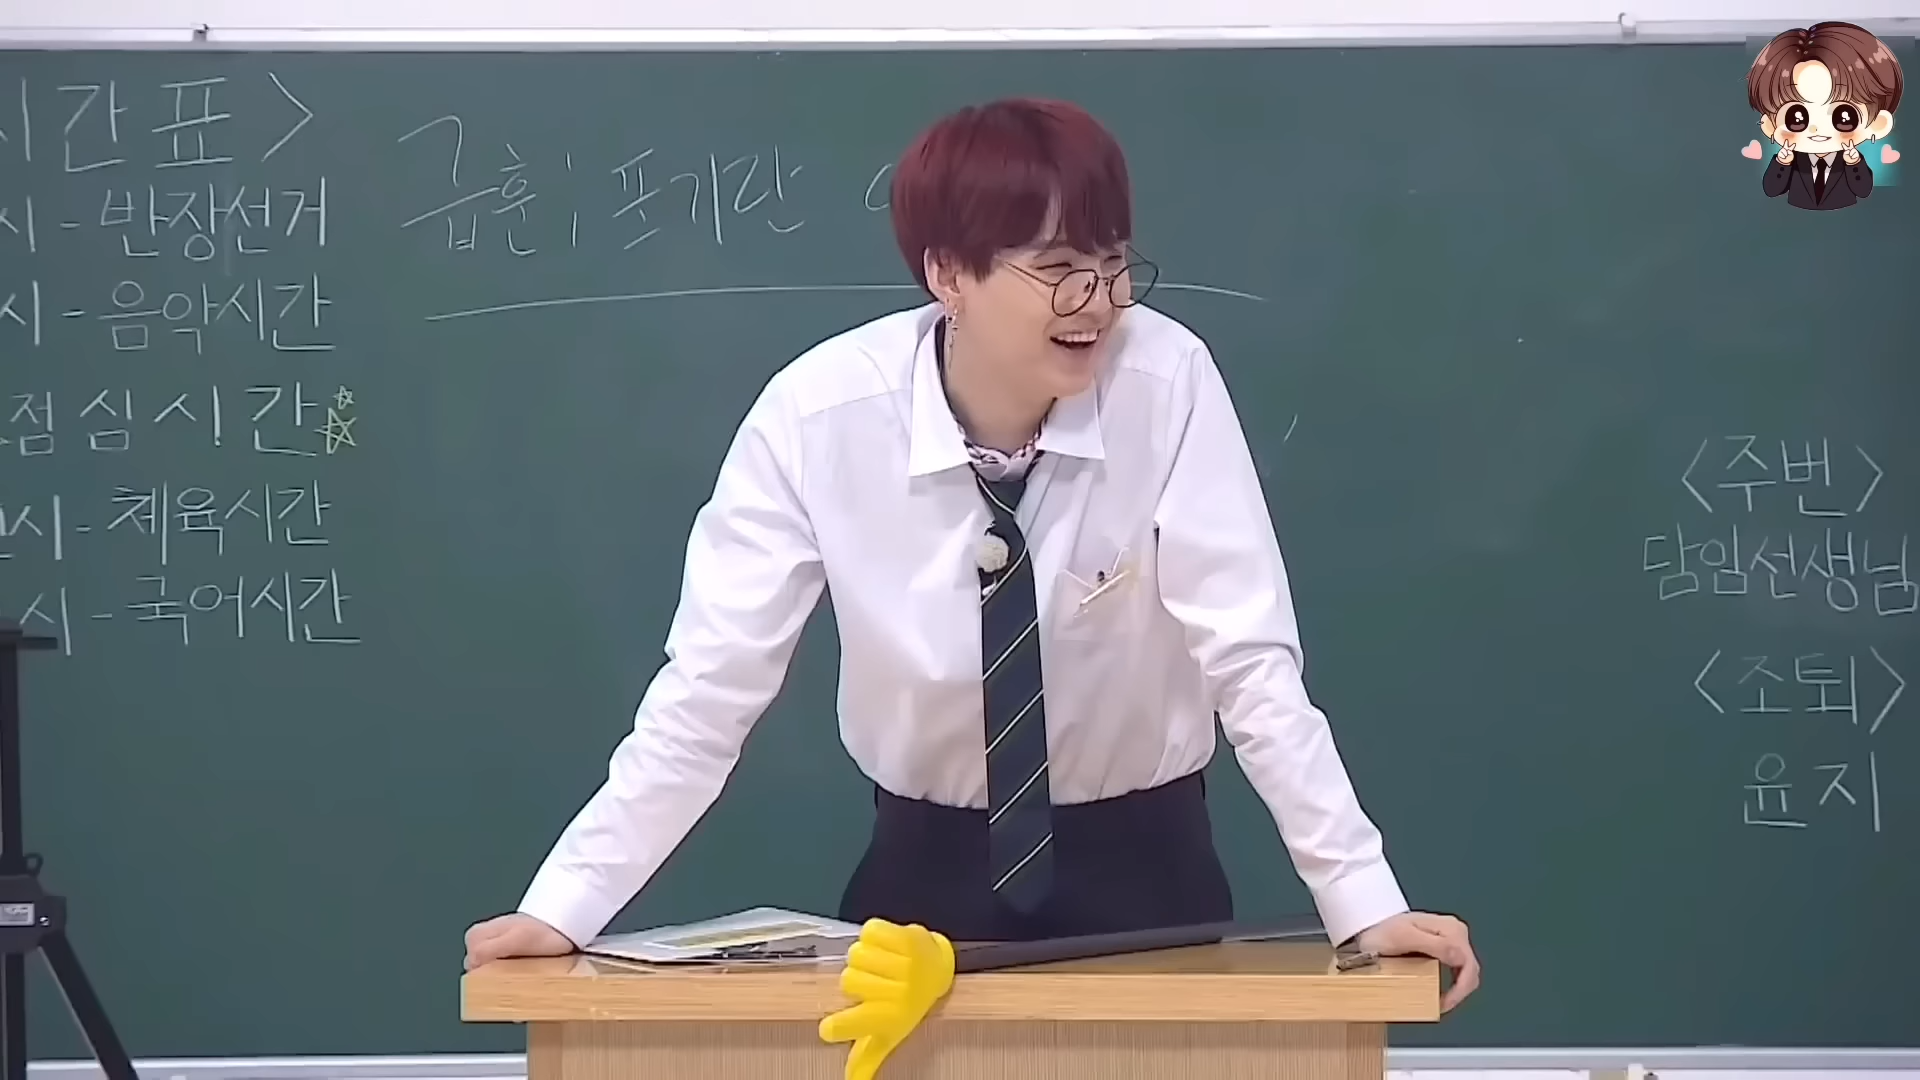 시간표>
시 - 반장선거
시 - 음악시간
점심시간
시 - 체육시간
시 - 국어시간
급훈; 포기란
<주번>
담임선생님
<조퇴>
윤지